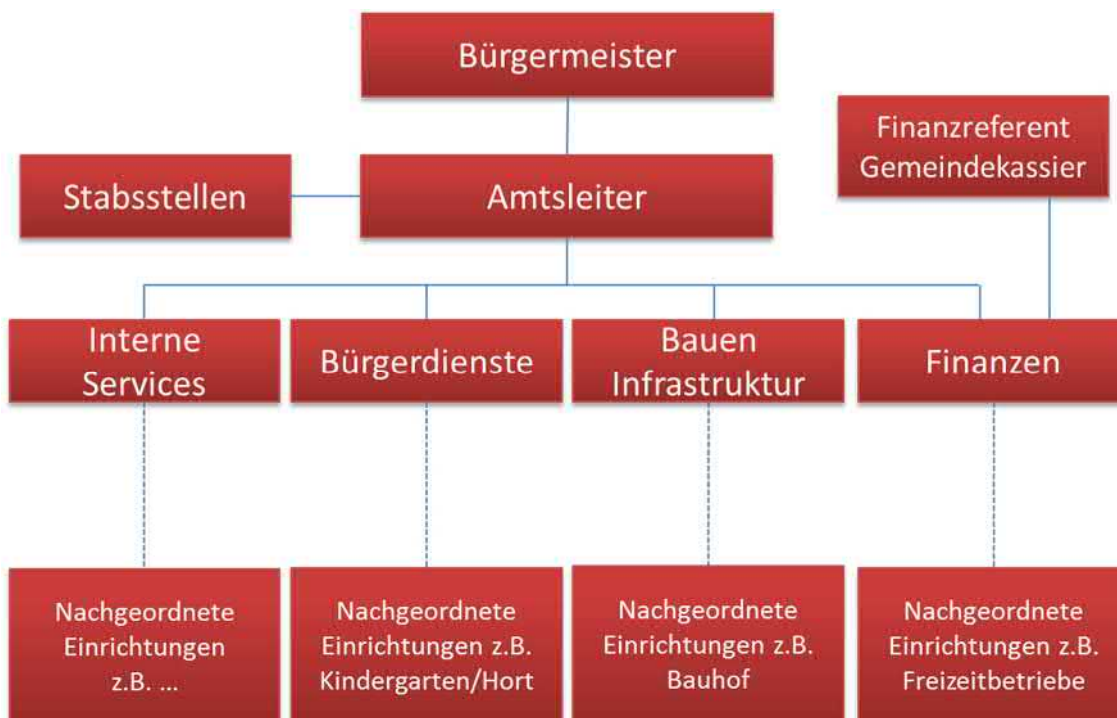 Bürgermeister
Finanzreferent
Gemeindekassier
Stabsstellen
Amtsleiter
Interne
Services
Bürgerdienste
Bauen
Infrastruktur
Finanzen
Nachgeordnete
Einrichtungen
z.B. ...
Nachgeordnete
Einrichtungen z.B.
Kindergarten/Hort
Nachgeordnete
Einrichtungen z.B.
Bauhof
Nachgeordnete
Einrichtungen z.B.
Freizeitbetriebe